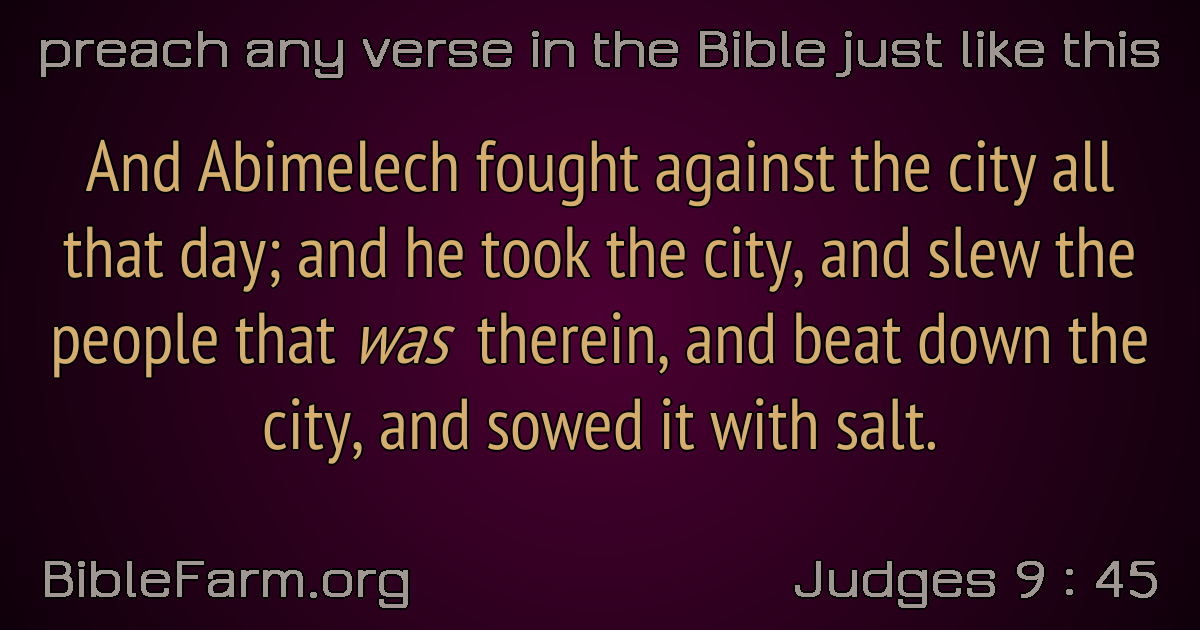 preach any verse in the Bible just like this
And Abimelech fought against the city all
that day; and he took the city, and slew the
people that was therein, and beat down the
city, and sowed it with salt.
BibleFarm.org
Judges 9 : 45